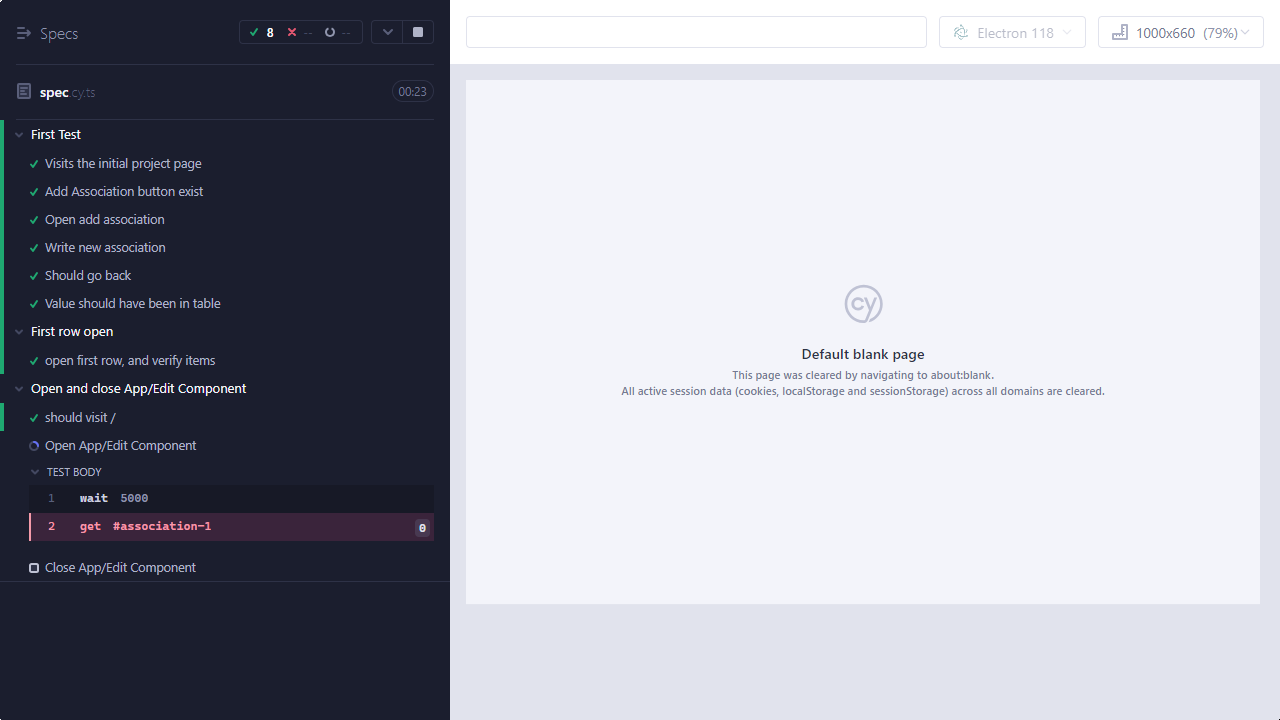 Specs
8 -- --
spec.cy.ts
00:23
First Test
Visits the initial project page
Add Association button exist
Open add association
Write new association
Should go back
Value should have been in table
First row open
open first row, and verify items
Open and close App/Edit Component
should visit /
Open App/Edit Component
TEST BODY
1 wait 5000
2 get #association-1 0
Close App/Edit Component
Electron 118
1000x660 (79%)
cy
Default blank page
This page was cleared by navigating to about:blank.
All active session data (cookies, localStorage and sessionStorage) across all domains are cleared.